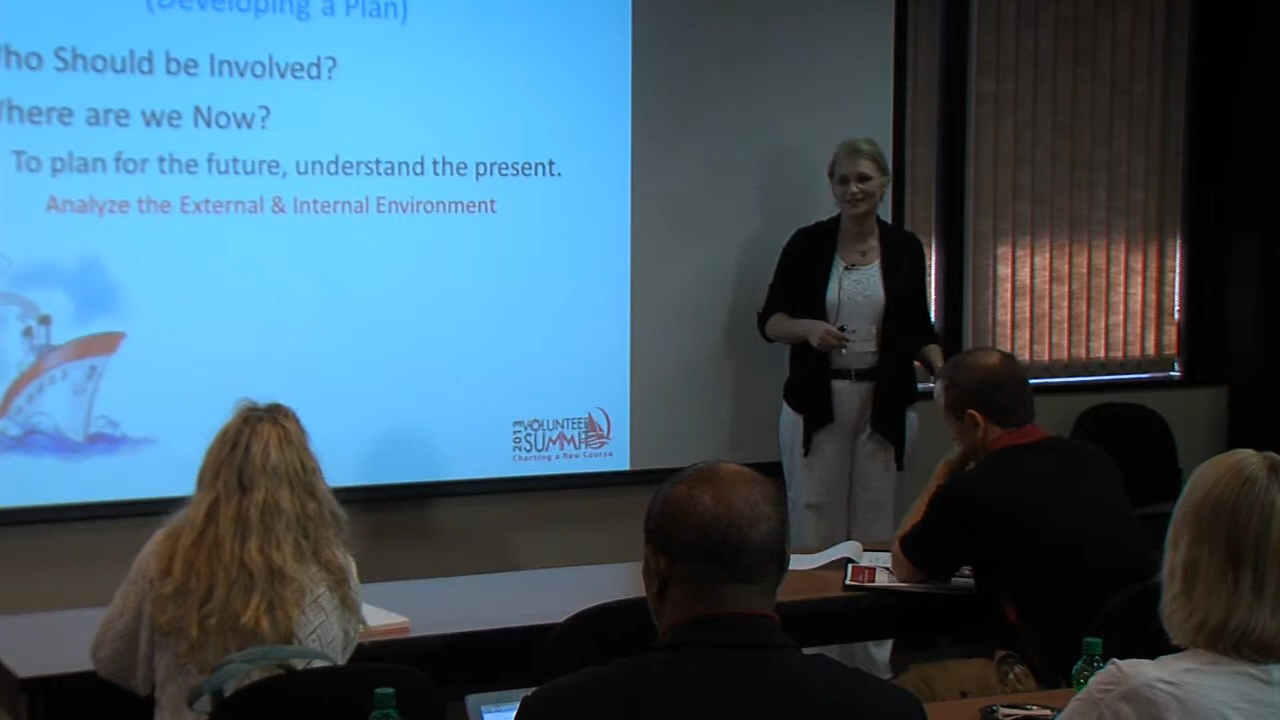 (Developing a Plan)
Who Should be Involved?
Where are we Now?
To plan for the future, understand the present.
Analyze the External & Internal Environment
2013 VOLUNTEER
SUMMIT
Charting a New Course